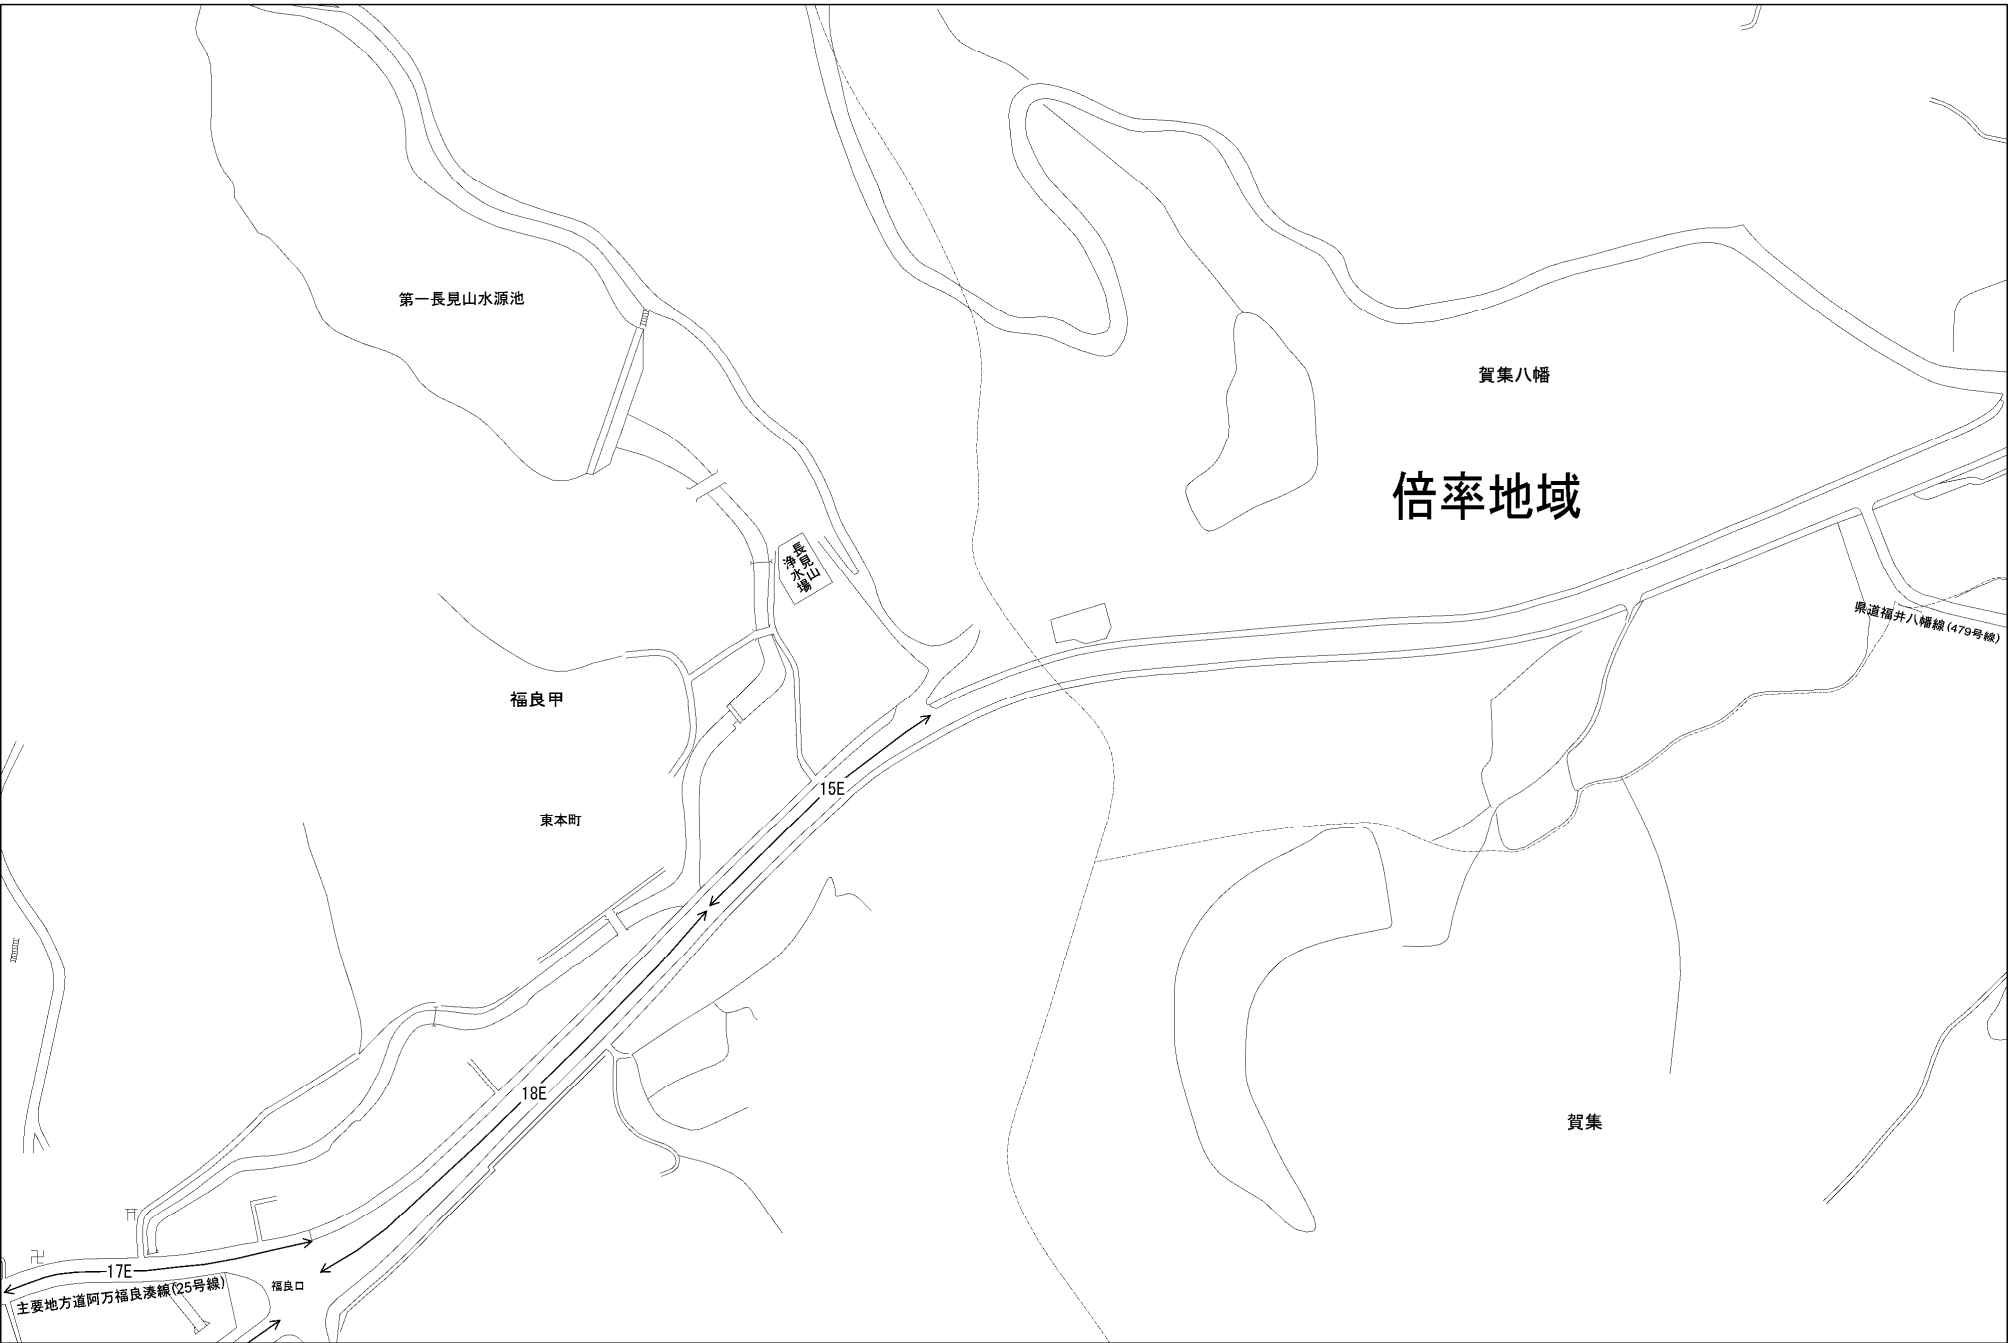 第一長見山水源池
賀集八幡
倍率地域
長見山
浄水場
県道福井八幡線(479号線)
福良甲
15E
東本町
18E
賀集
17E
福良口
主要地方道阿万福良湊線(25号線)